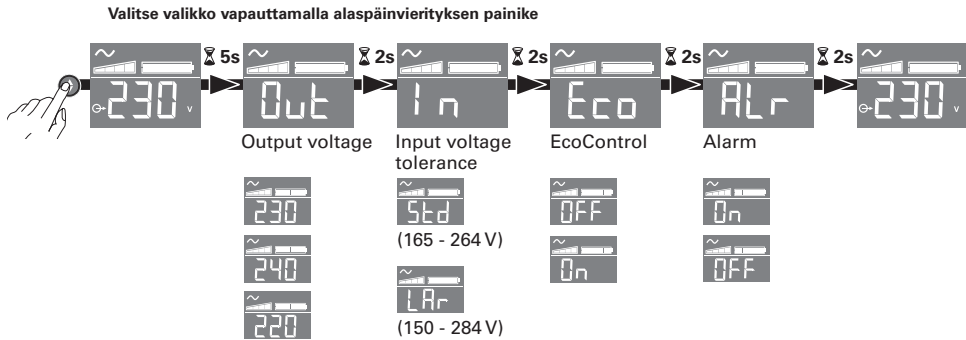 Valitse valikko vapauttamalla alaspäinvierityksen painike
230 v
5s
Out
2s
In
2s
Eco
2s
ALr
2s
230 v
Output voltage
Input voltage
tolerance
EcoControl
Alarm
230
Std
OFF
On
(165 - 264 V)
240
On
OFF
LAr
220
(150 - 284 V)